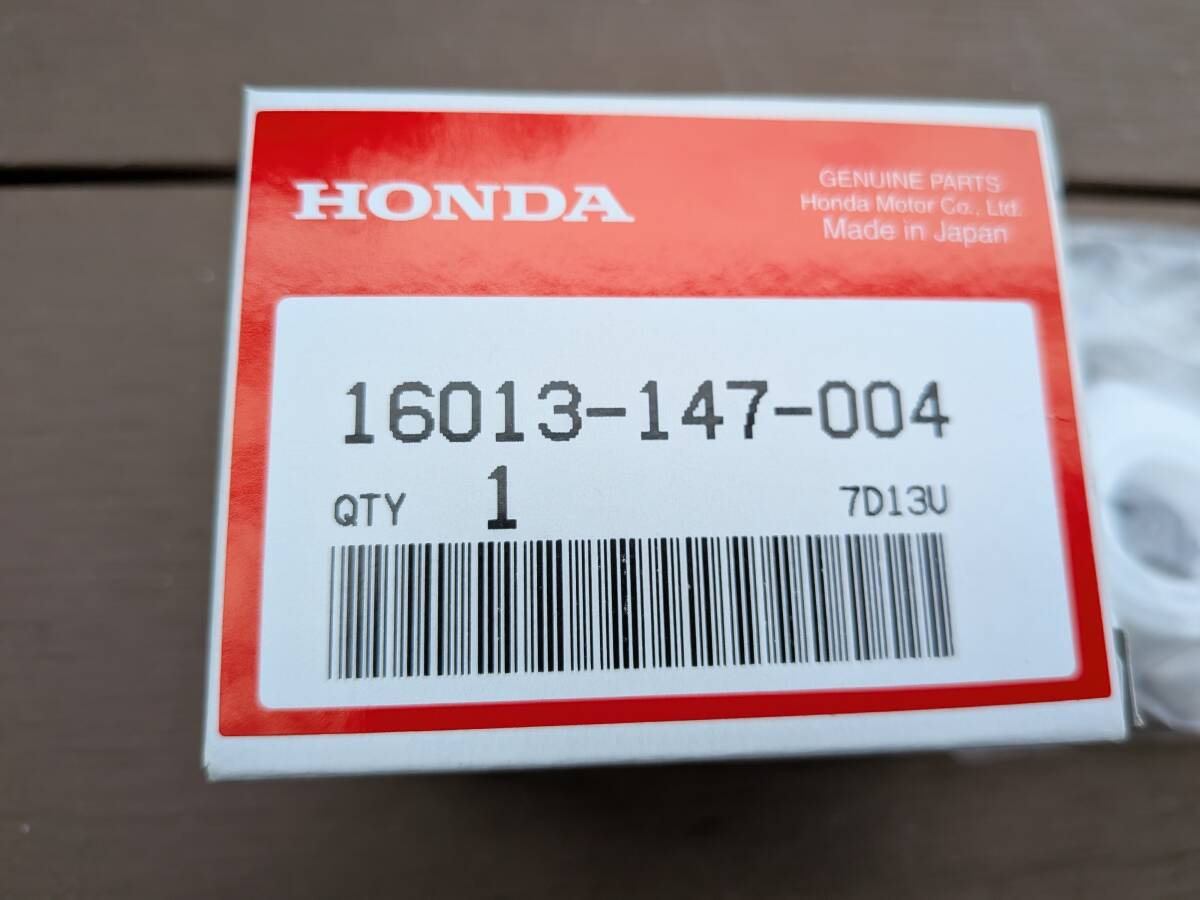 HONDA
GENUINE PARTS
Honda Motor Co., Ltd.
Made in Japan
16013-147-004
QTY 1 7D13U